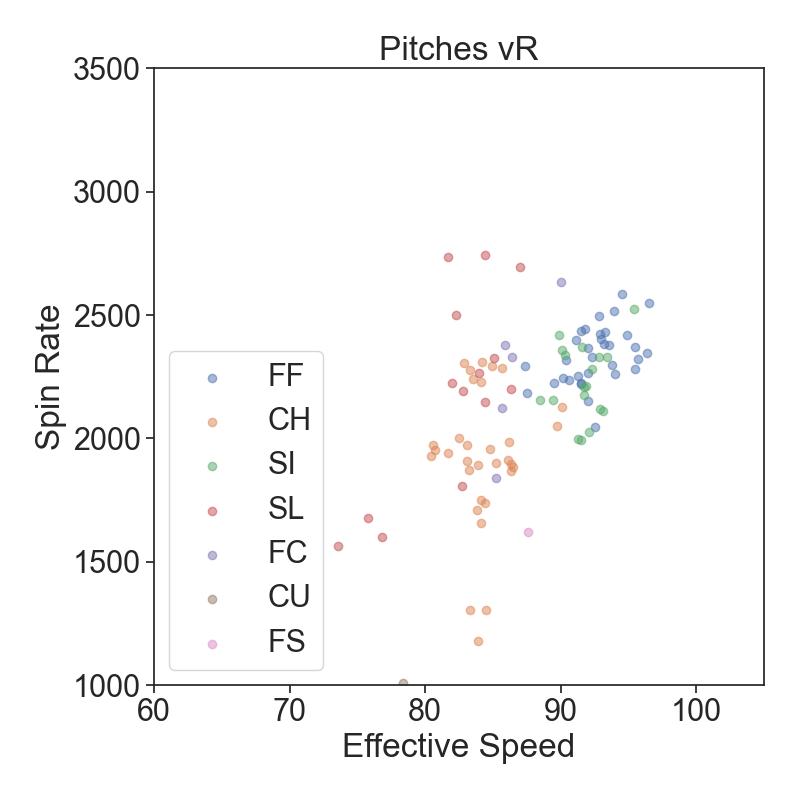 Pitches vR
Spin Rate
3500
3000
2500
2000
1500
1000
FF
CH
SI
SL
FC
CU
FS
60
70
80
90
100
Effective Speed